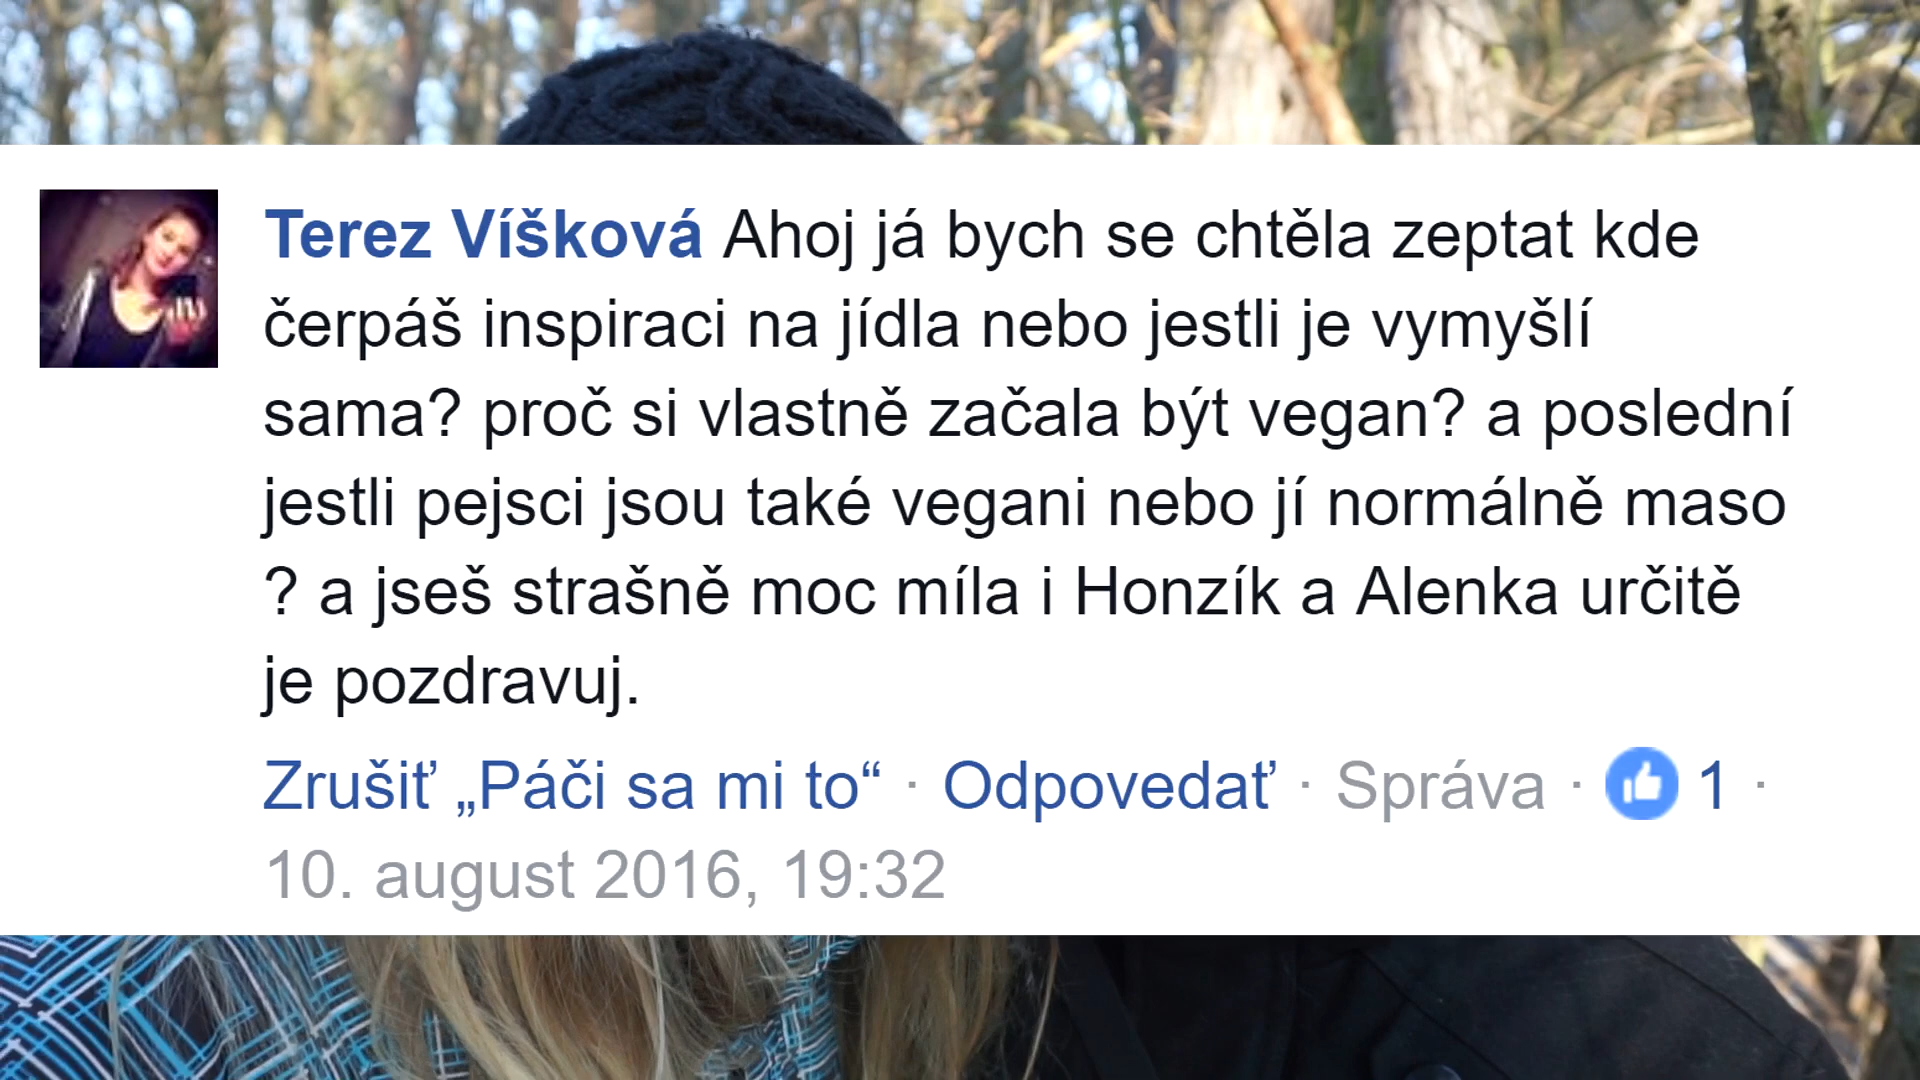 Terez Víšková Ahoj já bych se chtěla zeptat kde
čerpáš inspiraci na jídla nebo jestli je vymyšlí
sama? proč si vlastně začala být vegan? a poslední
jestli pejsci jsou také vegani nebo jí normálně maso
? a jseš strašně moc míla i Honzík a Alenka určitě
je pozdravuj.
Zrušiť „Páči sa mi to“ · Odpovedať · Správa · 1 ·
10. august 2016, 19:32